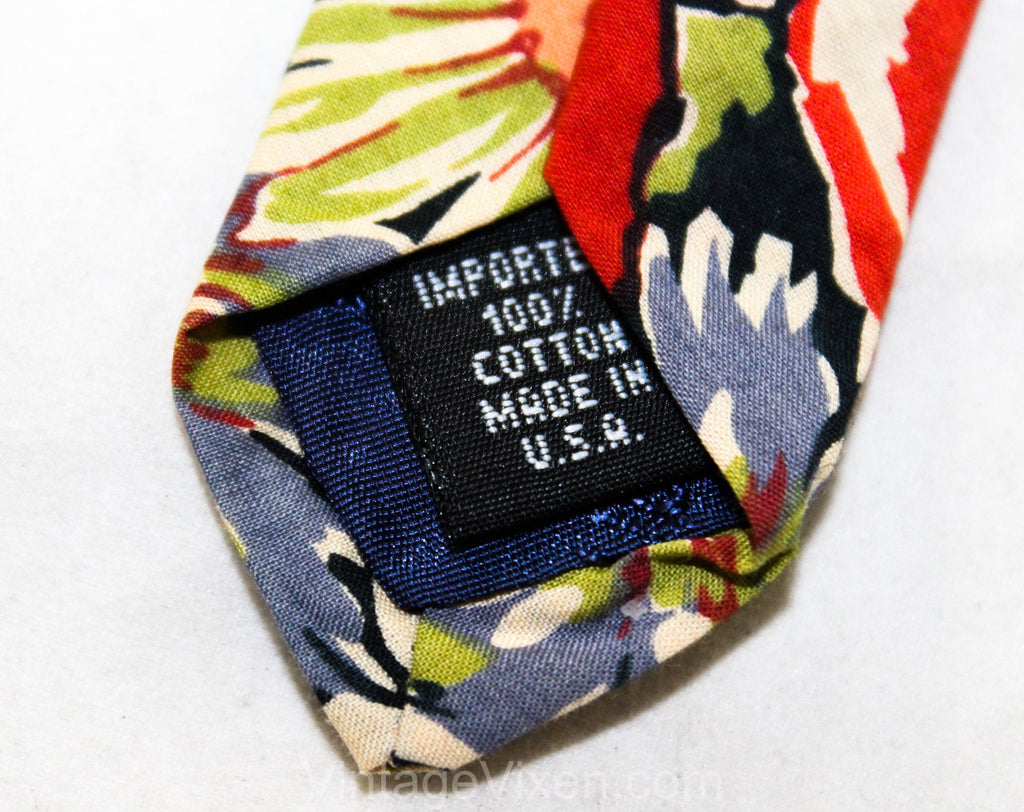 IMPORTE
100%
COTTON
MADE IN
U.S.A.
VintageVixen.com